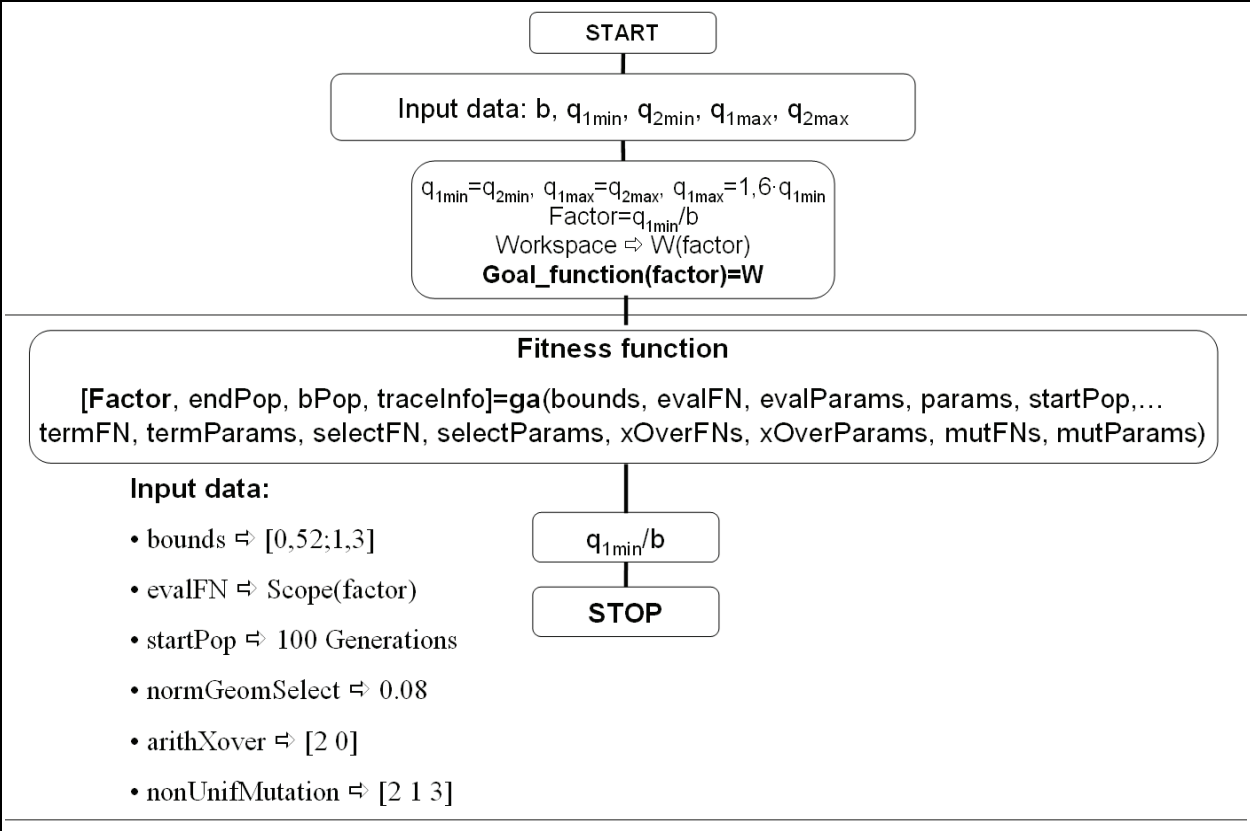 START
Input data: b, q1min, q2min, q1max, q2max
q1min=q2min, q1max=q2max, q1max=1,6·q1min
Factor=q1min/b
Workspace ⇨ W(factor)
Goal_function(factor)=W
Fitness function
[Factor, endPop, bPop, traceInfo]=ga(bounds, evalFN, evalParams, params, startPop,...
termFN, termParams, selectFN, selectParams, xOverFNs, xOverParams, mutFNs, mutParams)
Input data:
• bounds ⇨ [0,52;1,3]
• evalFN ⇨ Scope(factor)
• startPop ⇨ 100 Generations
• normGeomSelect ⇨ 0.08
• arithXover ⇨ [2 0]
• nonUnifMutation ⇨ [2 1 3]
q1min/b
STOP